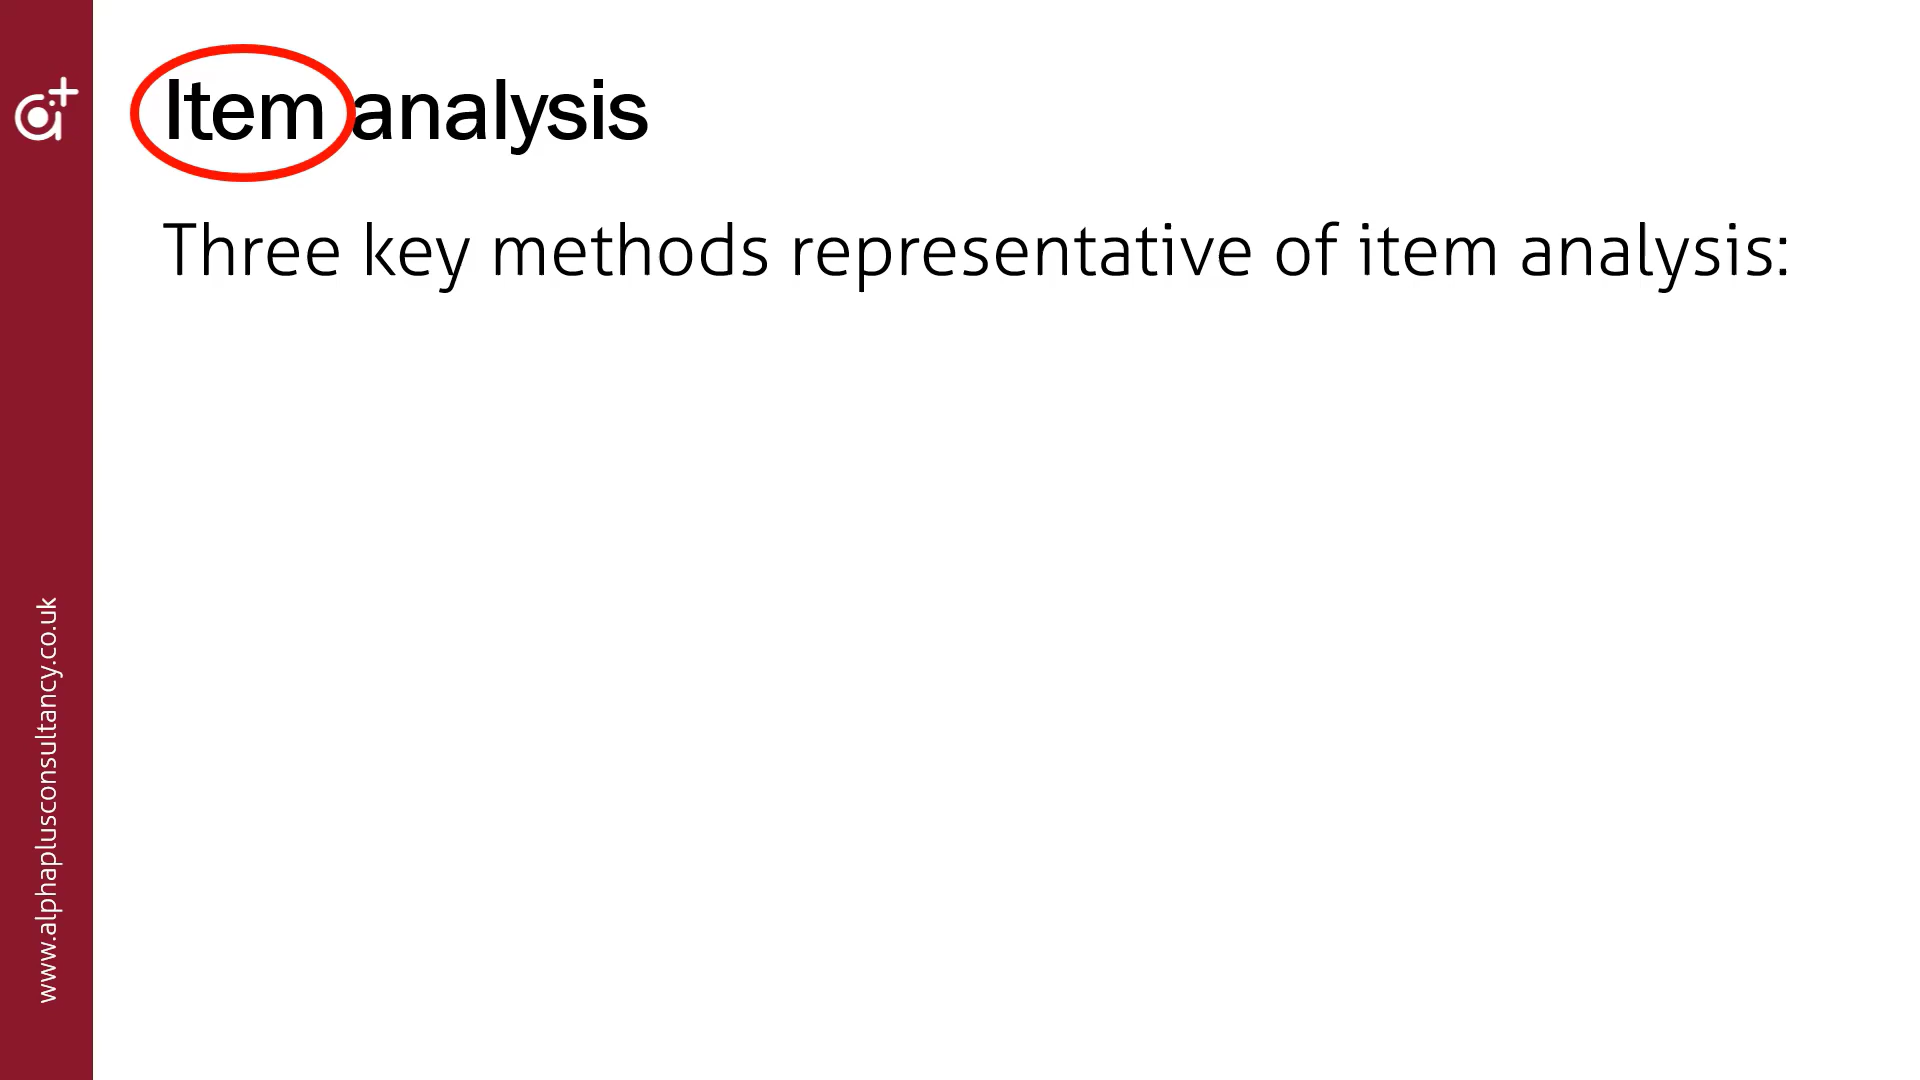 Item analysis
Three key methods representative of item analysis:
www.alphaplusconsultancy.co.uk